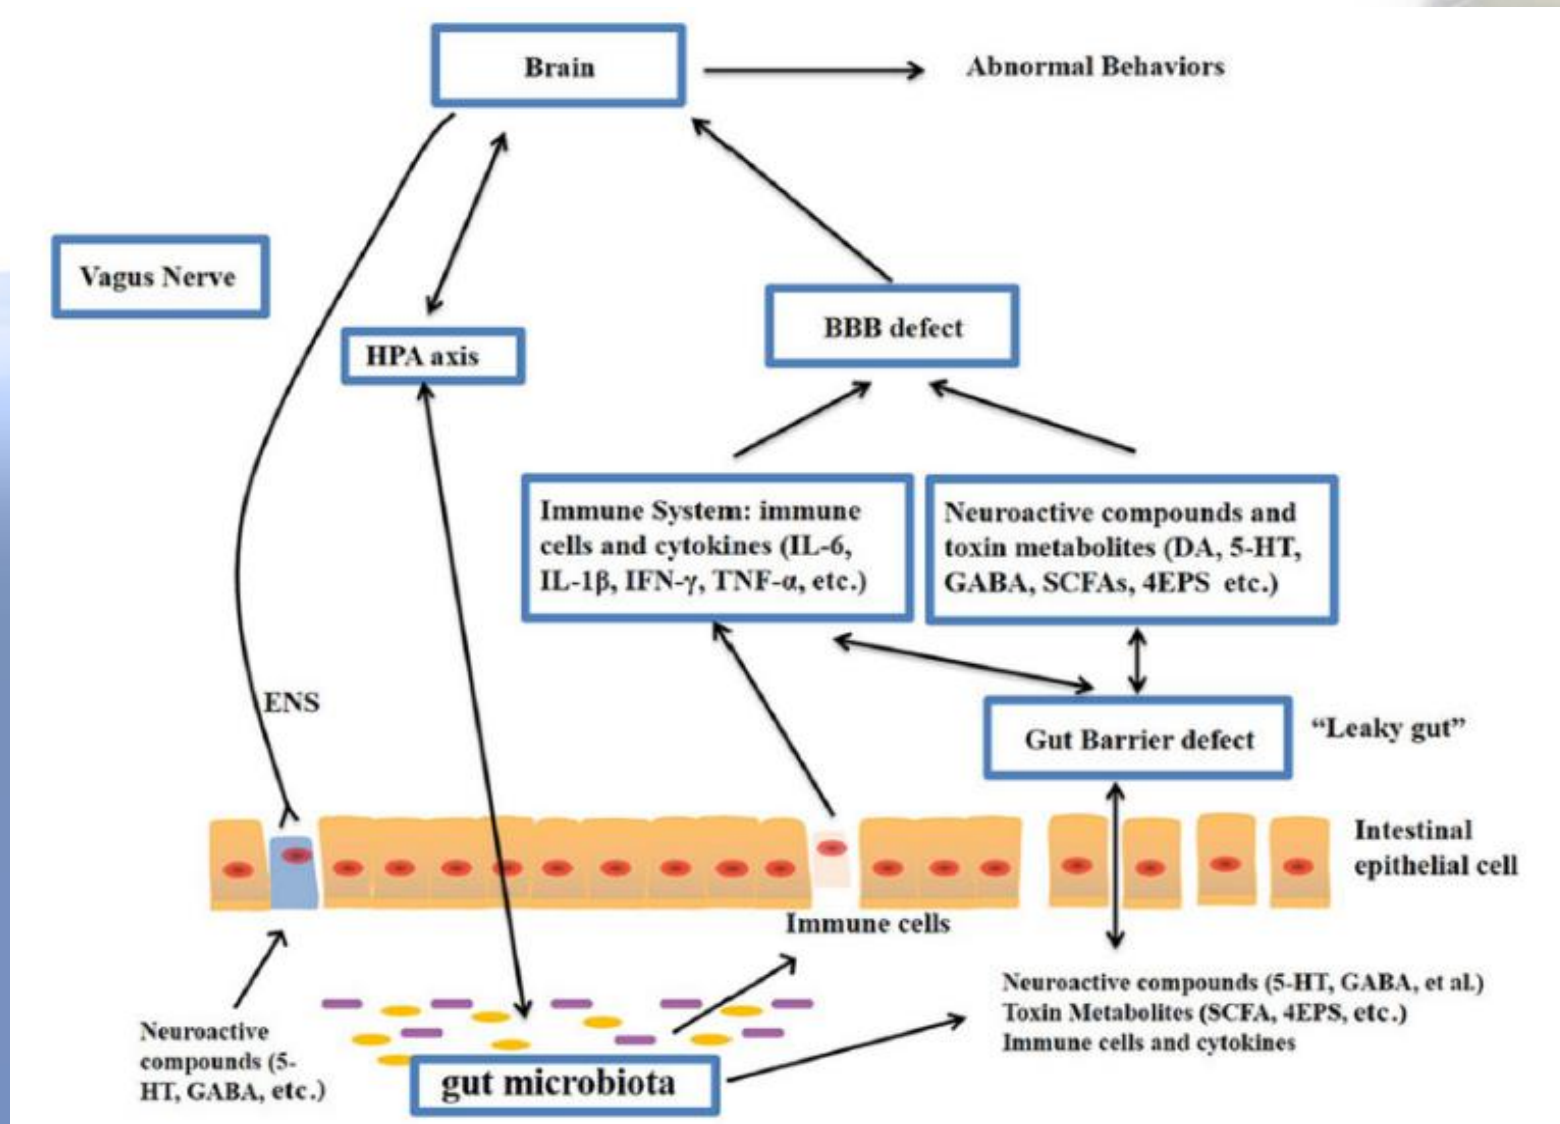 Brain
Abnormal Behaviors
Vagus Nerve
HPA axis
BBB defect
Immune System: immune
cells and cytokines (IL-6,
IL-1β, IFN-γ, TNF-α, etc.)
Neuroactive compounds and
toxin metabolites (DA, 5-HT,
GABA, SCFAs, 4EPS etc.)
ENS
Gut Barrier defect
“Leaky gut”
Intestinal
epithelial cell
Immune cells
Neuroactive
compounds (5-
HT, GABA, etc.)
gut microbiota
Neuroactive compounds (5-HT, GABA, et al.)
Toxin Metabolites (SCFA, 4EPS, etc.)
Immune cells and cytokines